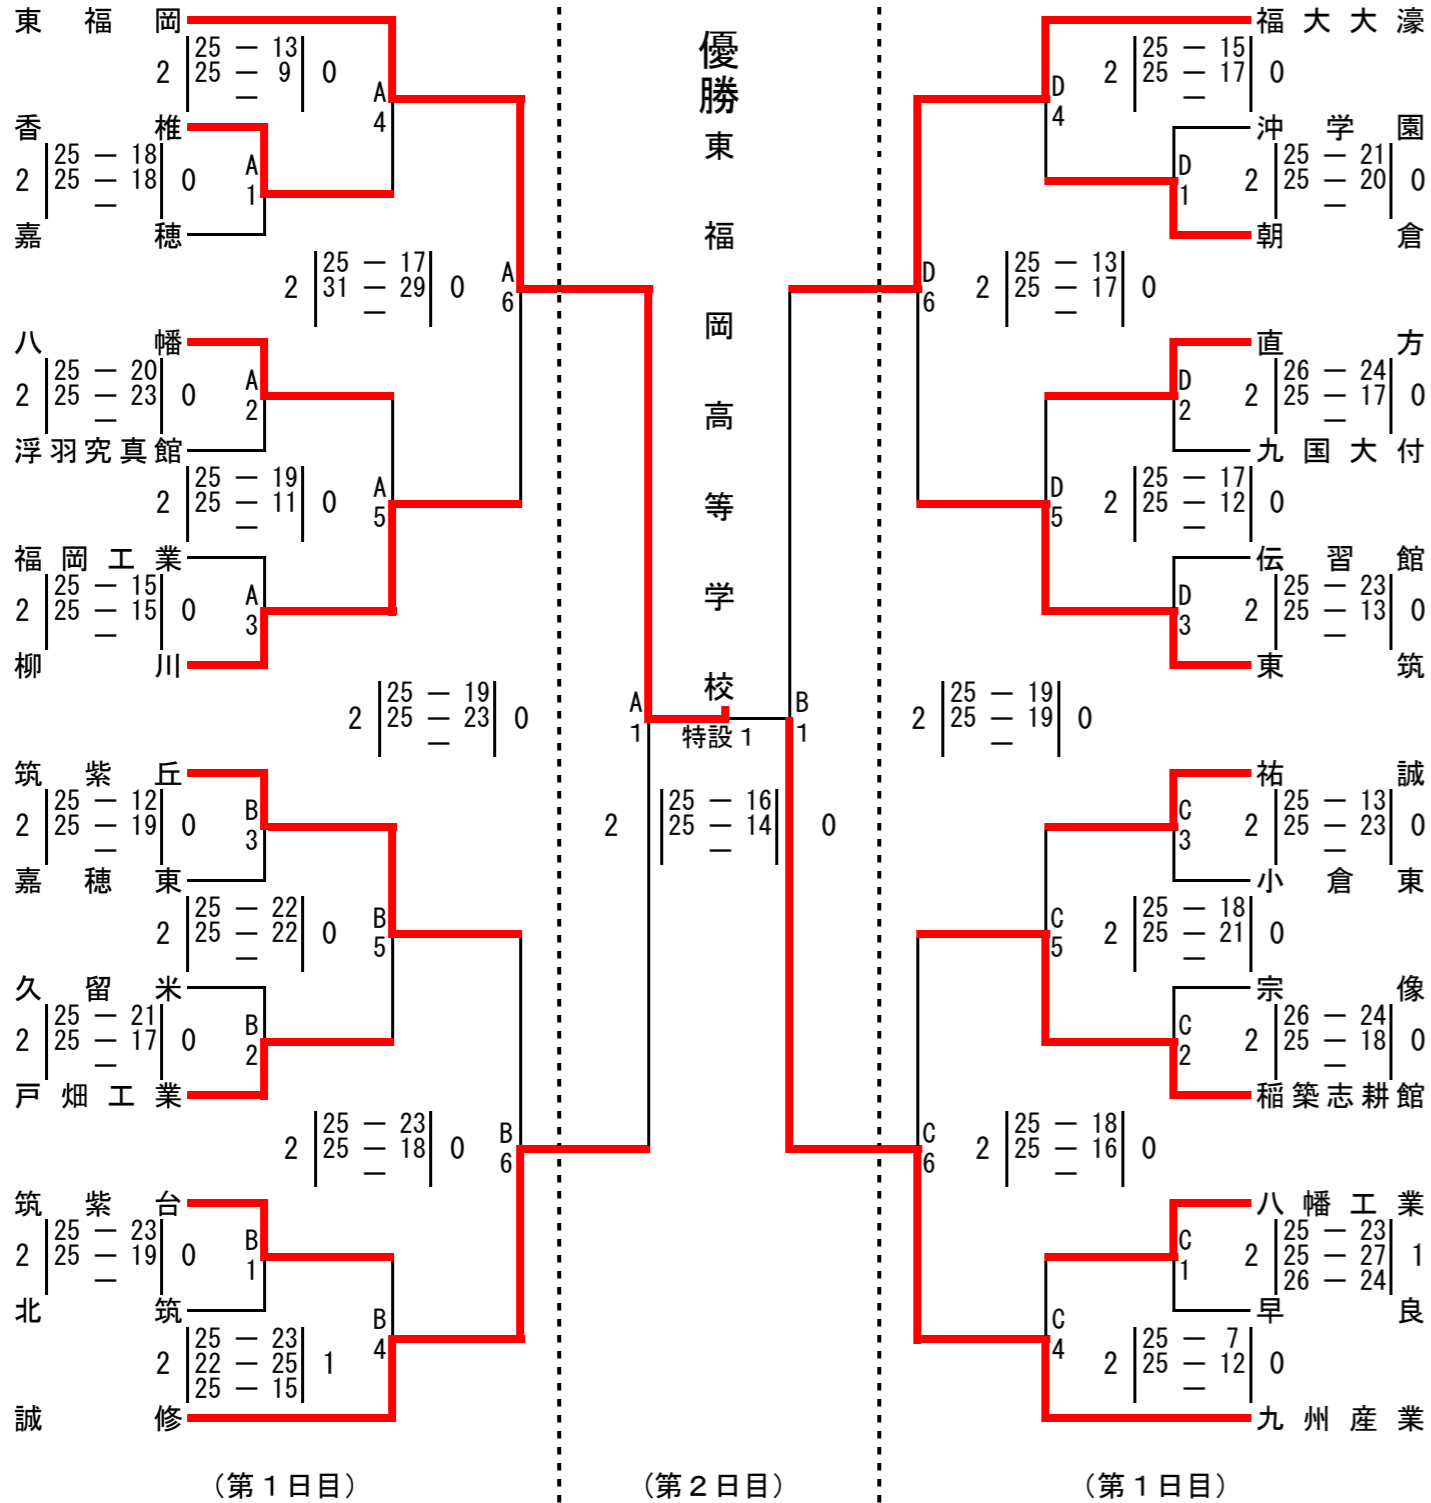 東福岡
25 ― 13
2 25 ― 9 0
―
A
4
香椎
25 ― 18
2 25 ― 18 0
―
A
1
嘉穂
25 ― 17
2 31 ― 29 0
―
A
6
八幡
25 ― 20
2 25 ― 23 0
―
A
2
浮羽究真館
25 ― 19
2 25 ― 11 0
―
A
5
福岡工業
25 ― 15
2 25 ― 15 0
―
A
3
柳川
25 ― 19
2 25 ― 23 0
―
A
1
筑紫丘
25 ― 12
2 25 ― 19 0
―
B
3
嘉穂東
25 ― 22
2 25 ― 22 0
―
B
5
久留米
25 ― 21
2 25 ― 17 0
―
B
2
戸畑工業
25 ― 23
2 25 ― 18 0
―
B
6
筑紫台
25 ― 23
2 25 ― 19 0
―
B
1
北筑
25 ― 23
2 22 ― 25 1
25 ― 15
B
4
誠修
(第1日目)
優勝
東福岡高等学校
特設1
25 ― 16
2 25 ― 14 0
―
(第2日目)
福大大濠
25 ― 15
2 25 ― 17 0
―
D
4
沖学園
25 ― 21
2 25 ― 20 0
―
D
1
朝倉
25 ― 13
2 25 ― 17 0
―
D
6
直方
26 ― 24
2 25 ― 17 0
―
D
2
九国大付
25 ― 17
2 25 ― 12 0
―
D
5
伝習館
25 ― 23
2 25 ― 13 0
―
D
3
東筑
25 ― 19
2 25 ― 19 0
―
B
1
祐誠
25 ― 13
2 25 ― 23 0
―
C
3
小倉東
25 ― 18
2 25 ― 21 0
―
C
5
宗像
26 ― 24
2 25 ― 18 0
―
C
2
稲築志耕館
25 ― 18
2 25 ― 16 0
―
C
6
八幡工業
25 ― 23
2 25 ― 27 1
26 ― 24
C
1
早良
25 ― 7
2 25 ― 12 0
―
C
4
九州産業
(第1日目)